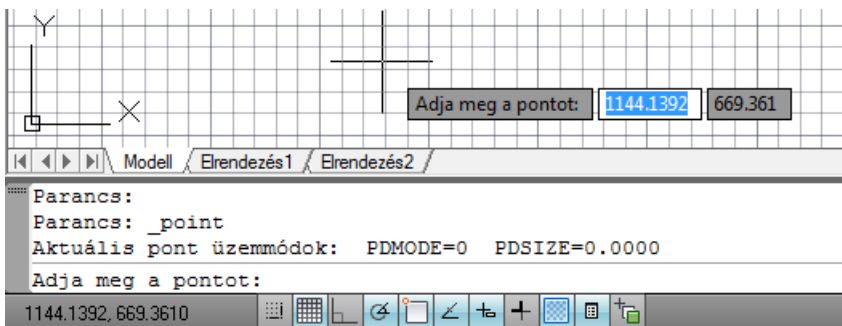 Y
Adja meg a pontot: 1144.1392 669.361
X
Modell Elrendezés1 Elrendezés2
Parancs:
Parancs: _point
Aktuális pont üzemmódok: PDMODE=0 PDSIZE=0.0000
Adja meg a pontot:
1144.1392, 669.3610